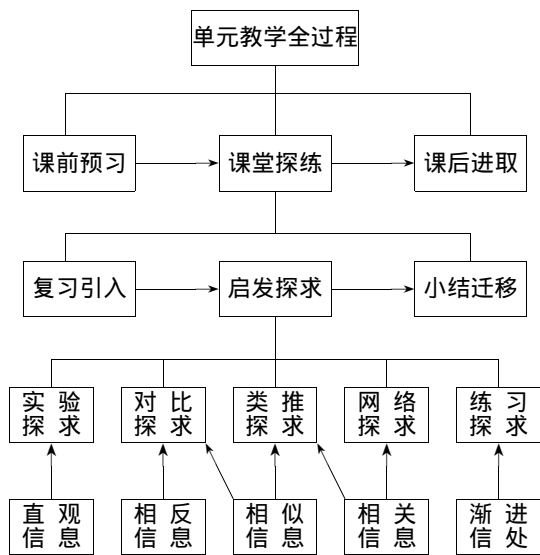 单元教学全过程
课前预习
课堂探练
课后进取
复习引入
启发探求
小结迁移
实验
探求
对比
探求
类推
探求
网络
探求
练习
探求
直观
信息
相反
信息
相似
信息
相关
信息
渐进
信处